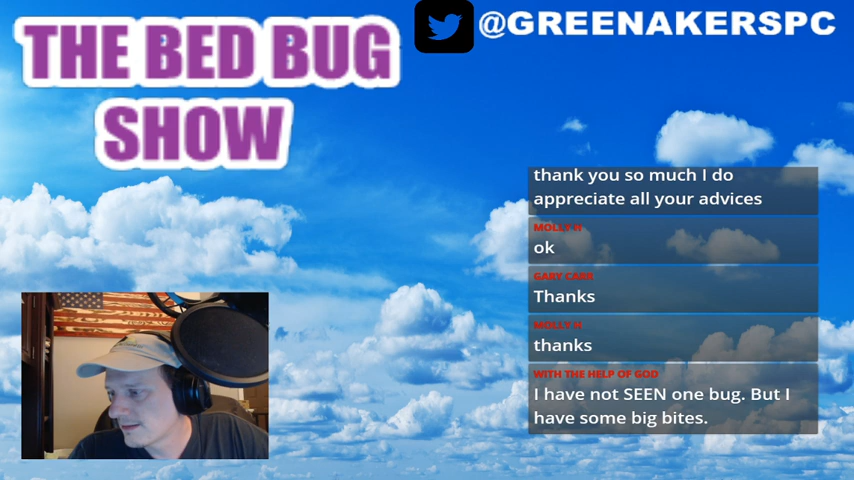 THE BED BUG
SHOW
@GREENAKERSPC
thank you so much I do
appreciate all your advices
MOLLY H
ok
GARY CARR
Thanks
MOLLY H
thanks
WITH THE HELP OF GOD
I have not SEEN one bug. But I
have some big bites.